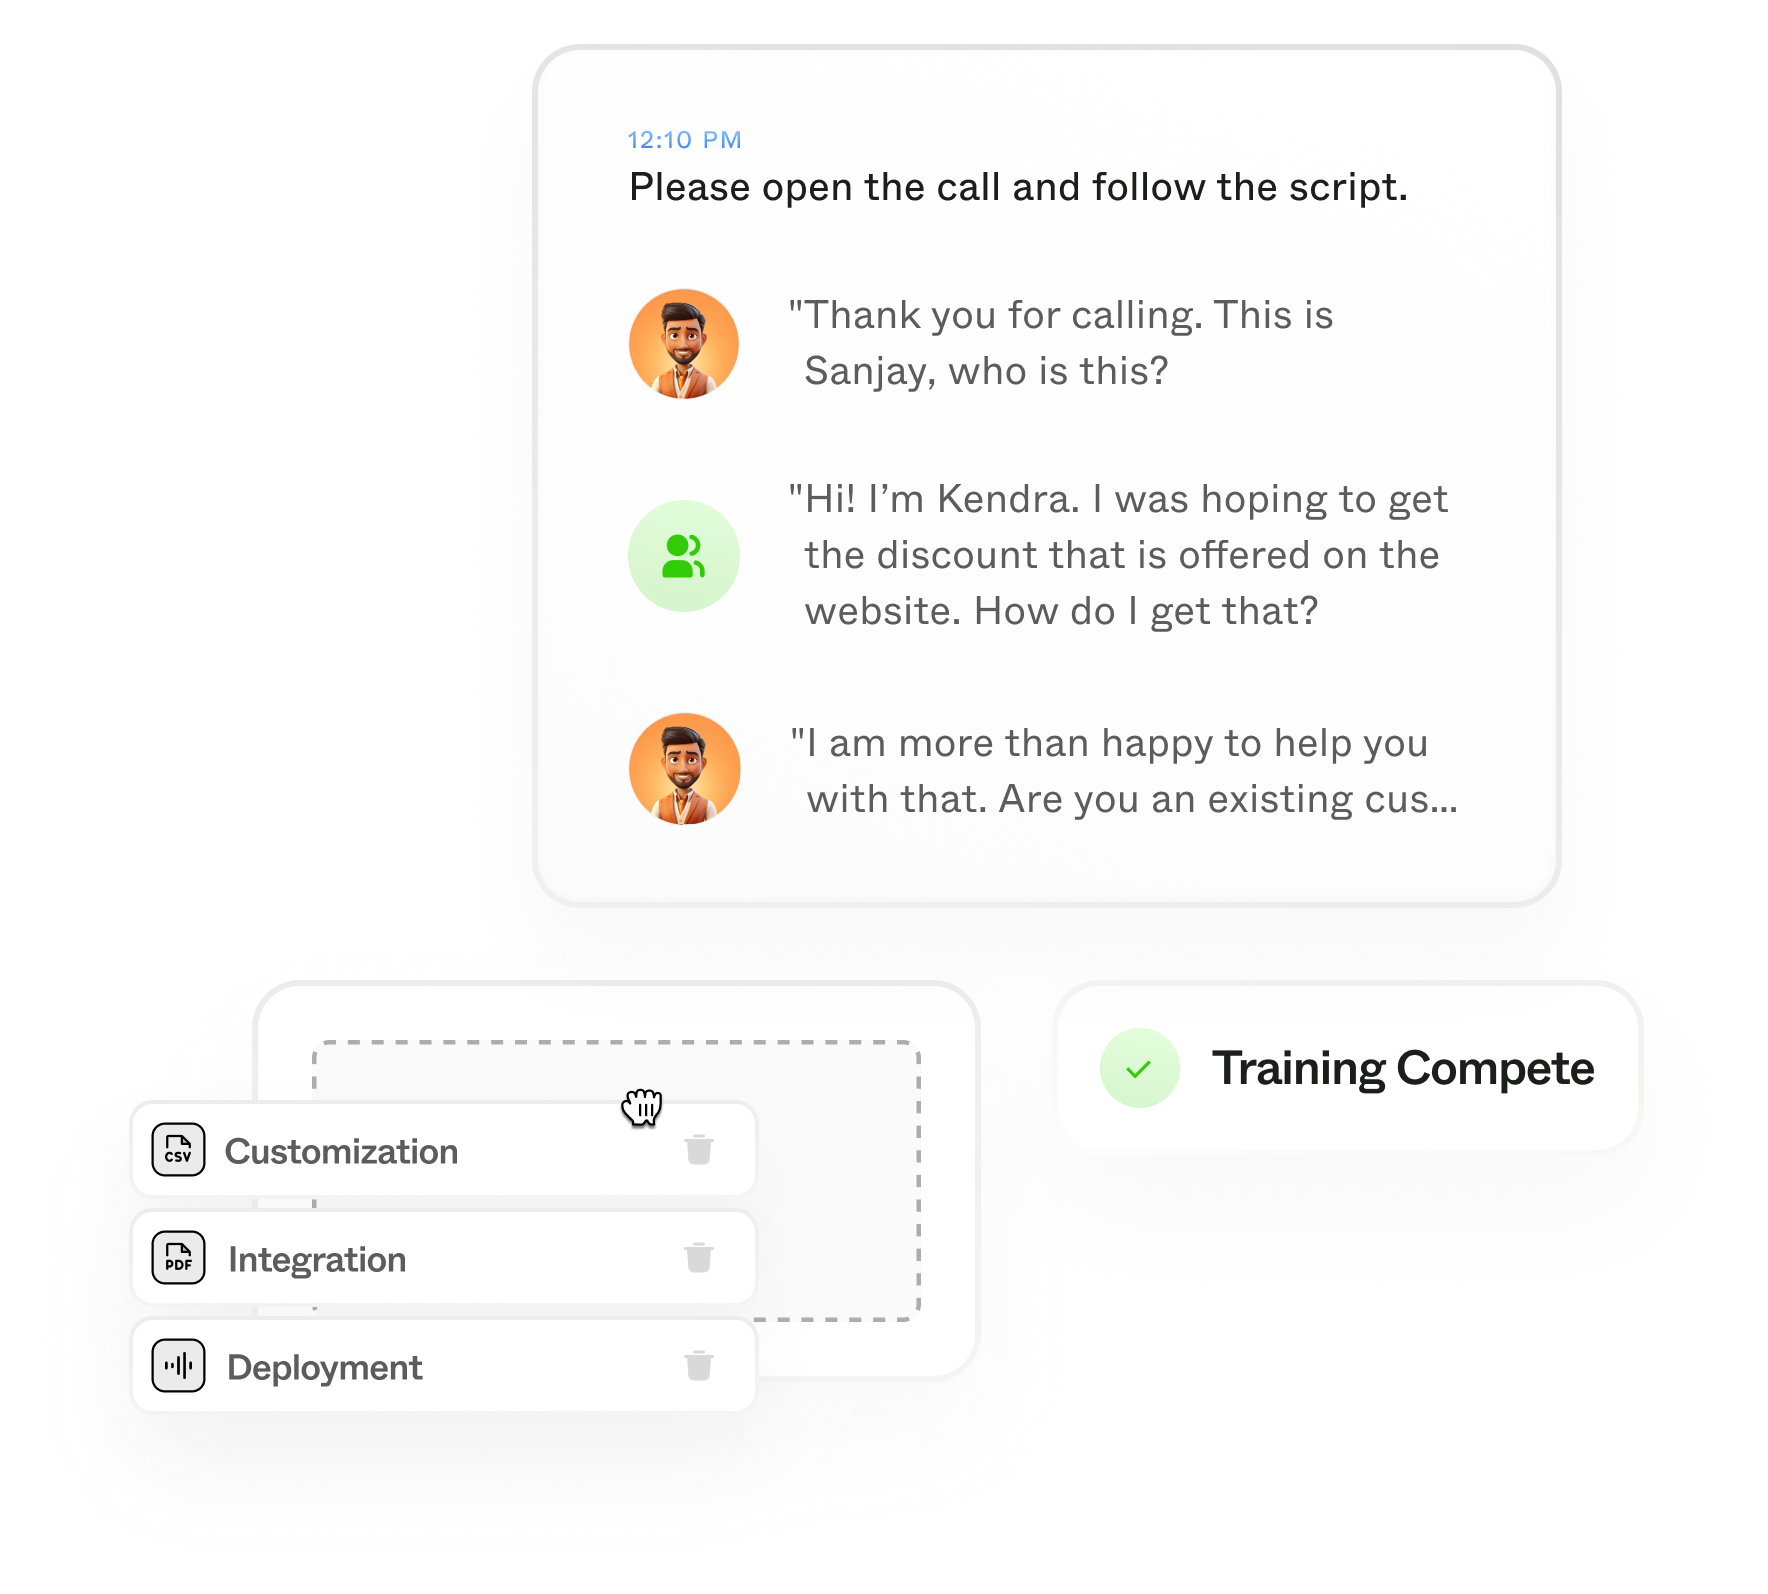 12:10 PM
Please open the call and follow the script.
"Thank you for calling. This is
Sanjay, who is this?
"Hi! I’m Kendra. I was hoping to get
the discount that is offered on the
website. How do I get that?
"I am more than happy to help you
with that. Are you an existing cus...
Training Compete
CSV
Customization
PDF
Integration
Deployment